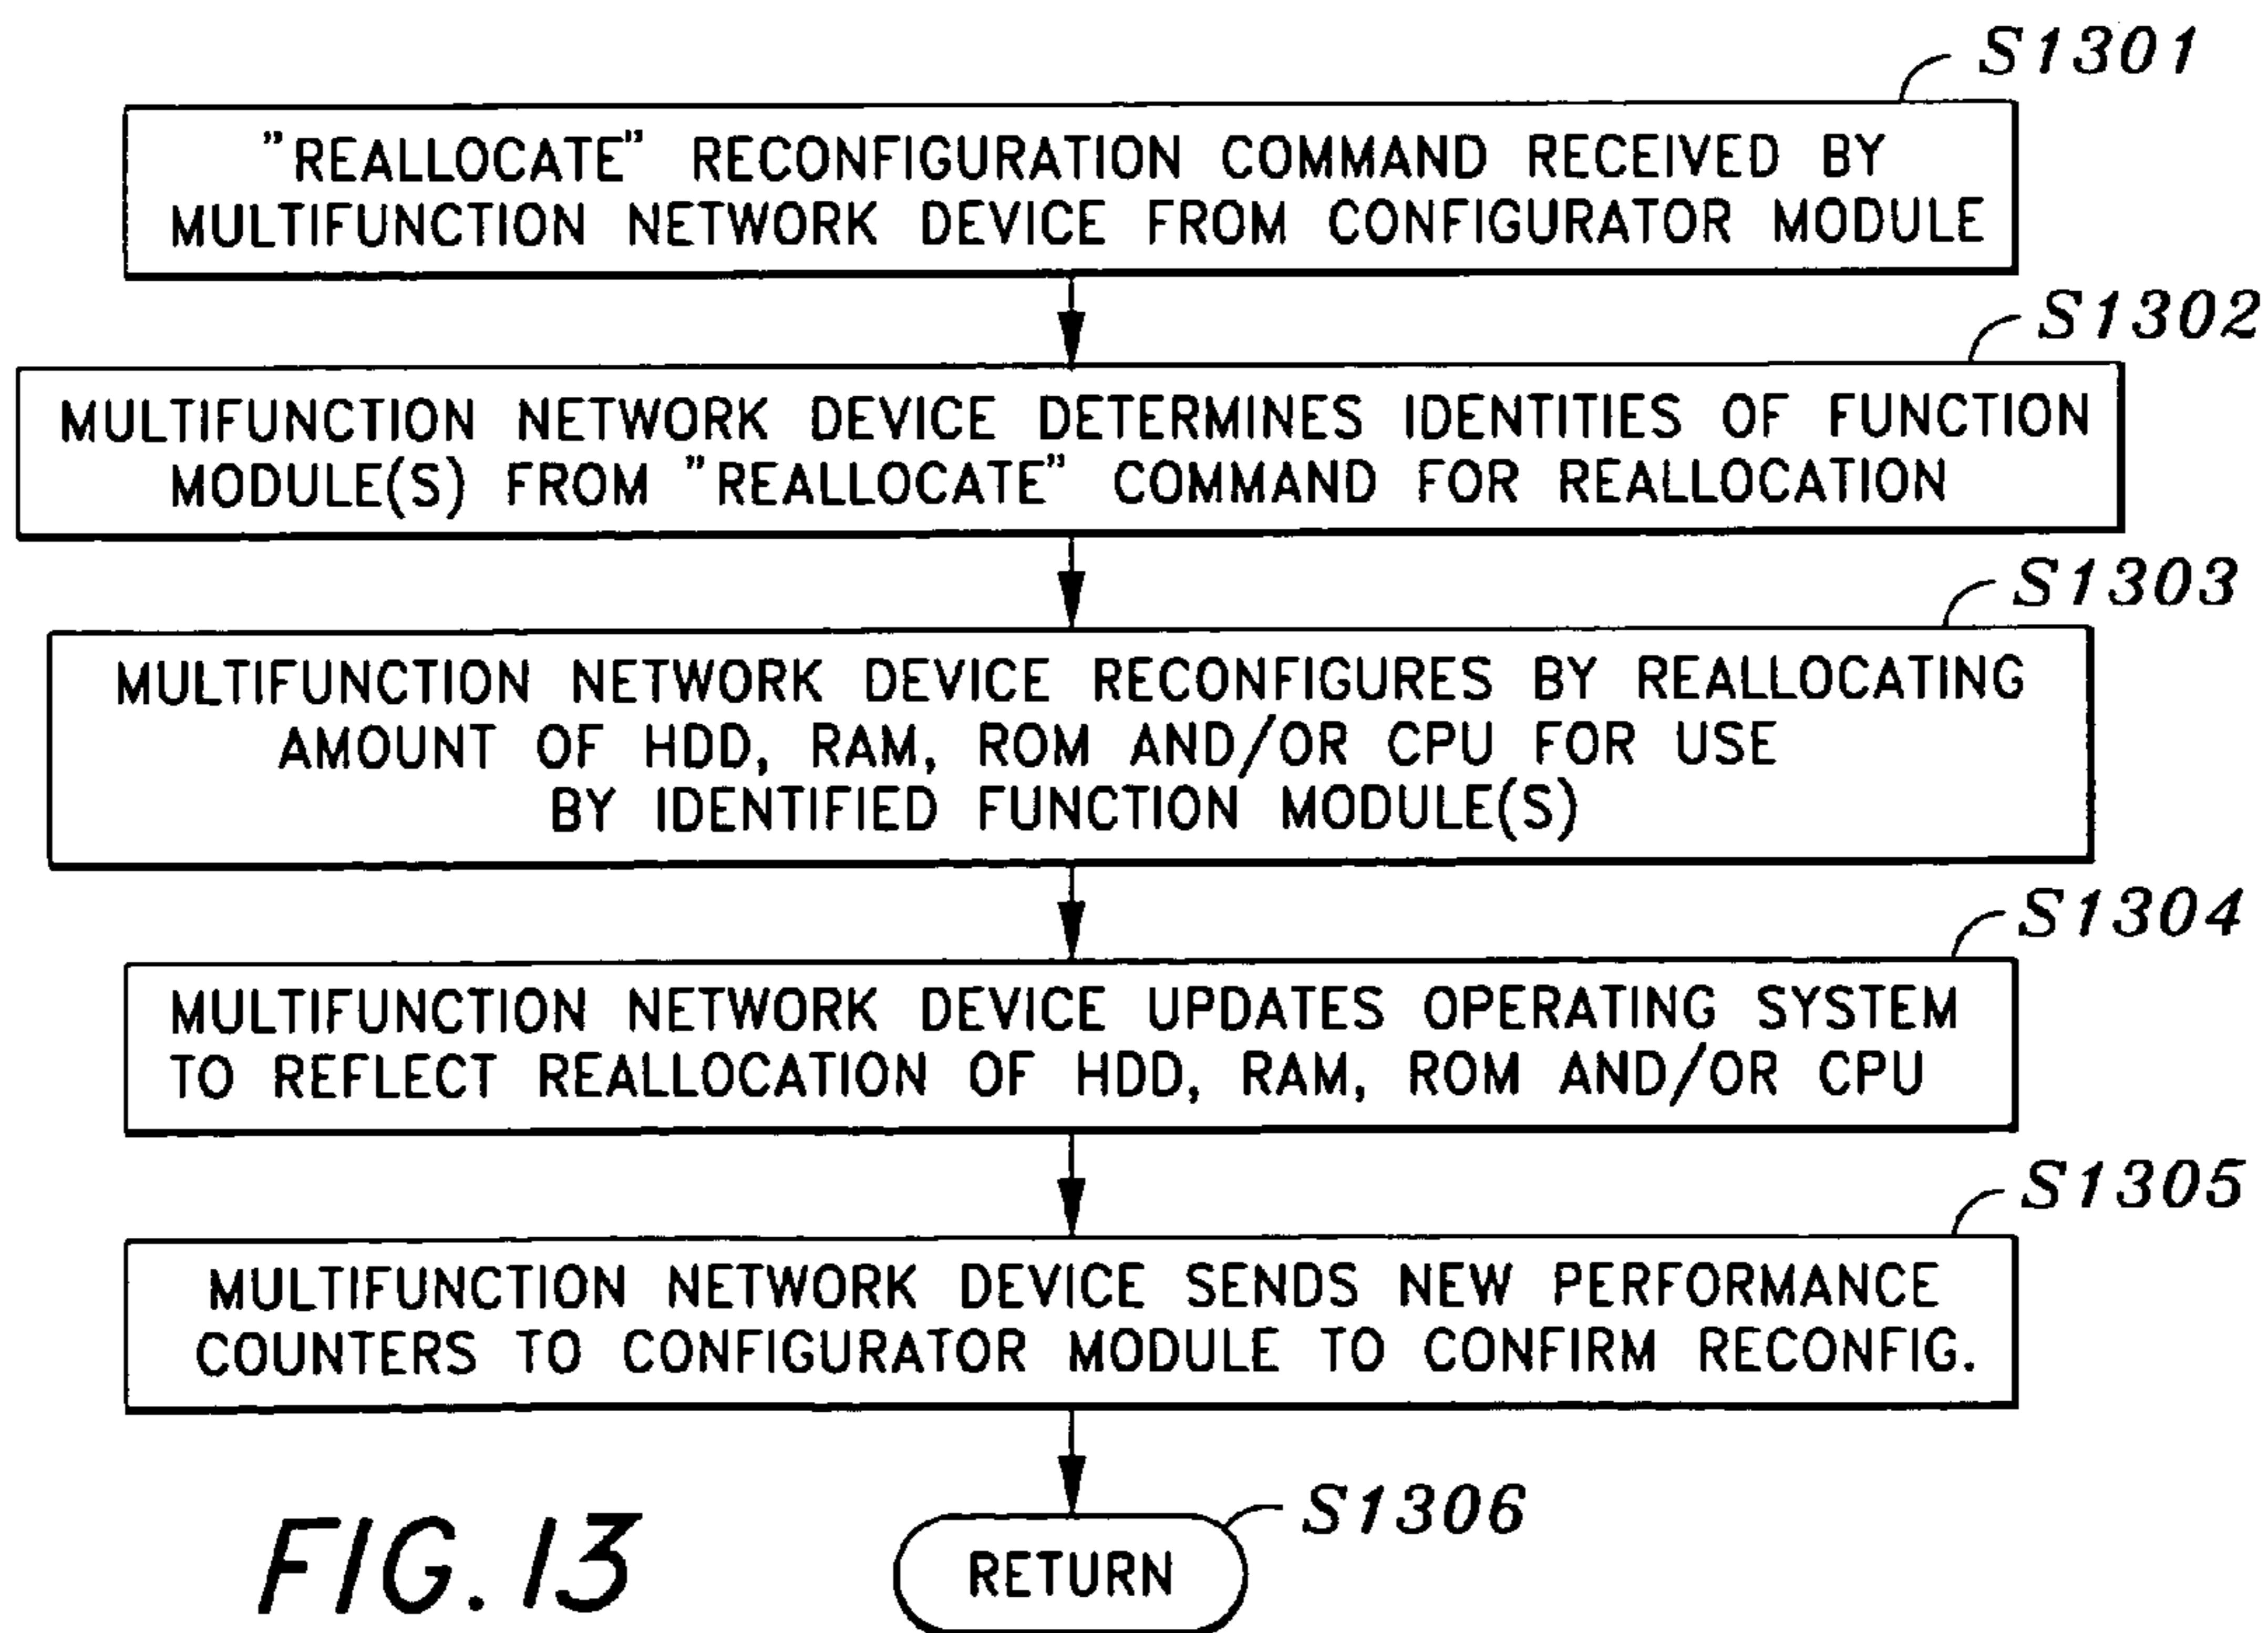 S1301
"REALLOCATE" RECONFIGURATION COMMAND RECEIVED BY
MULTIFUNCTION NETWORK DEVICE FROM CONFIGURATOR MODULE
S1302
MULTIFUNCTION NETWORK DEVICE DETERMINES IDENTITIES OF FUNCTION
MODULE(S) FROM "REALLOCATE" COMMAND FOR REALLOCATION
S1303
MULTIFUNCTION NETWORK DEVICE RECONFIGURES BY REALLOCATING
AMOUNT OF HDD, RAM, ROM AND/OR CPU FOR USE
BY IDENTIFIED FUNCTION MODULE(S)
S1304
MULTIFUNCTION NETWORK DEVICE UPDATES OPERATING SYSTEM
TO REFLECT REALLOCATION OF HDD, RAM, ROM AND/OR CPU
S1305
MULTIFUNCTION NETWORK DEVICE SENDS NEW PERFORMANCE
COUNTERS TO CONFIGURATOR MODULE TO CONFIRM RECONFIG.
S1306
RETURN
FIG. 13